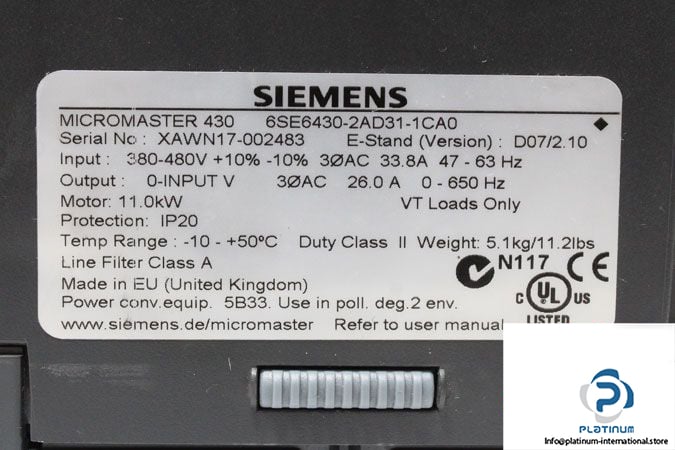 SIEMENS
MICROMASTER 430 6SE6430-2AD31-1CA0
Serial No : XAWN17-002483 E-Stand (Version) : D07/2.10
Input : 380-480V +10% -10% 3ØAC 33.8A 47 - 63 Hz
Output : 0-INPUT V 3ØAC 26.0 A 0 - 650 Hz
Motor: 11.0kW VT Loads Only
Protection: IP20
Temp Range : -10 - +50ºC Duty Class II Weight: 5.1kg/11.2lbs
Line Filter Class A N117 CE
Made in EU (United Kingdom) C UL US
Power conv.equip. 5B33. Use in poll. deg.2 env. LISTED
www.siemens.de/micromaster Refer to user manual
PLATINUM
Info@platinum-international.store